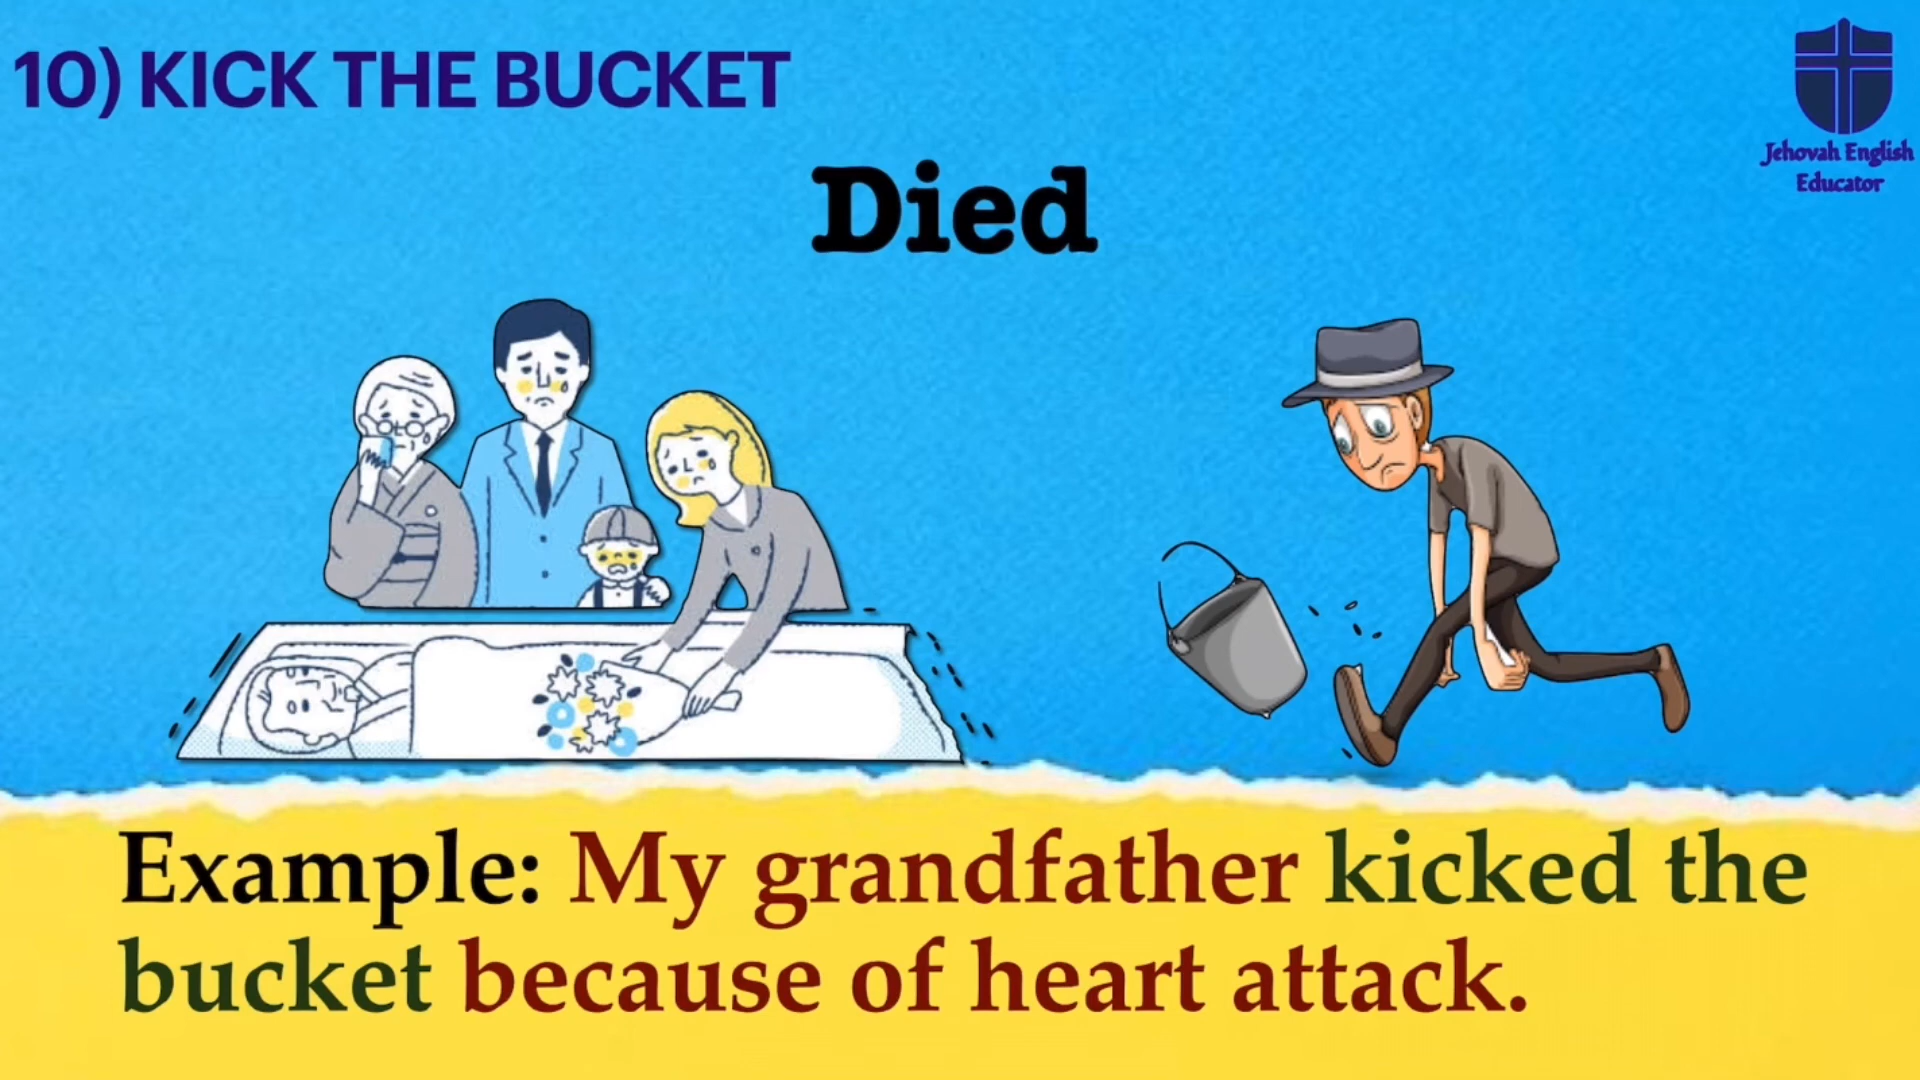 10) KICK THE BUCKET
Jehovah English
Educator
Died
Example: My grandfather kicked the
bucket because of heart attack.